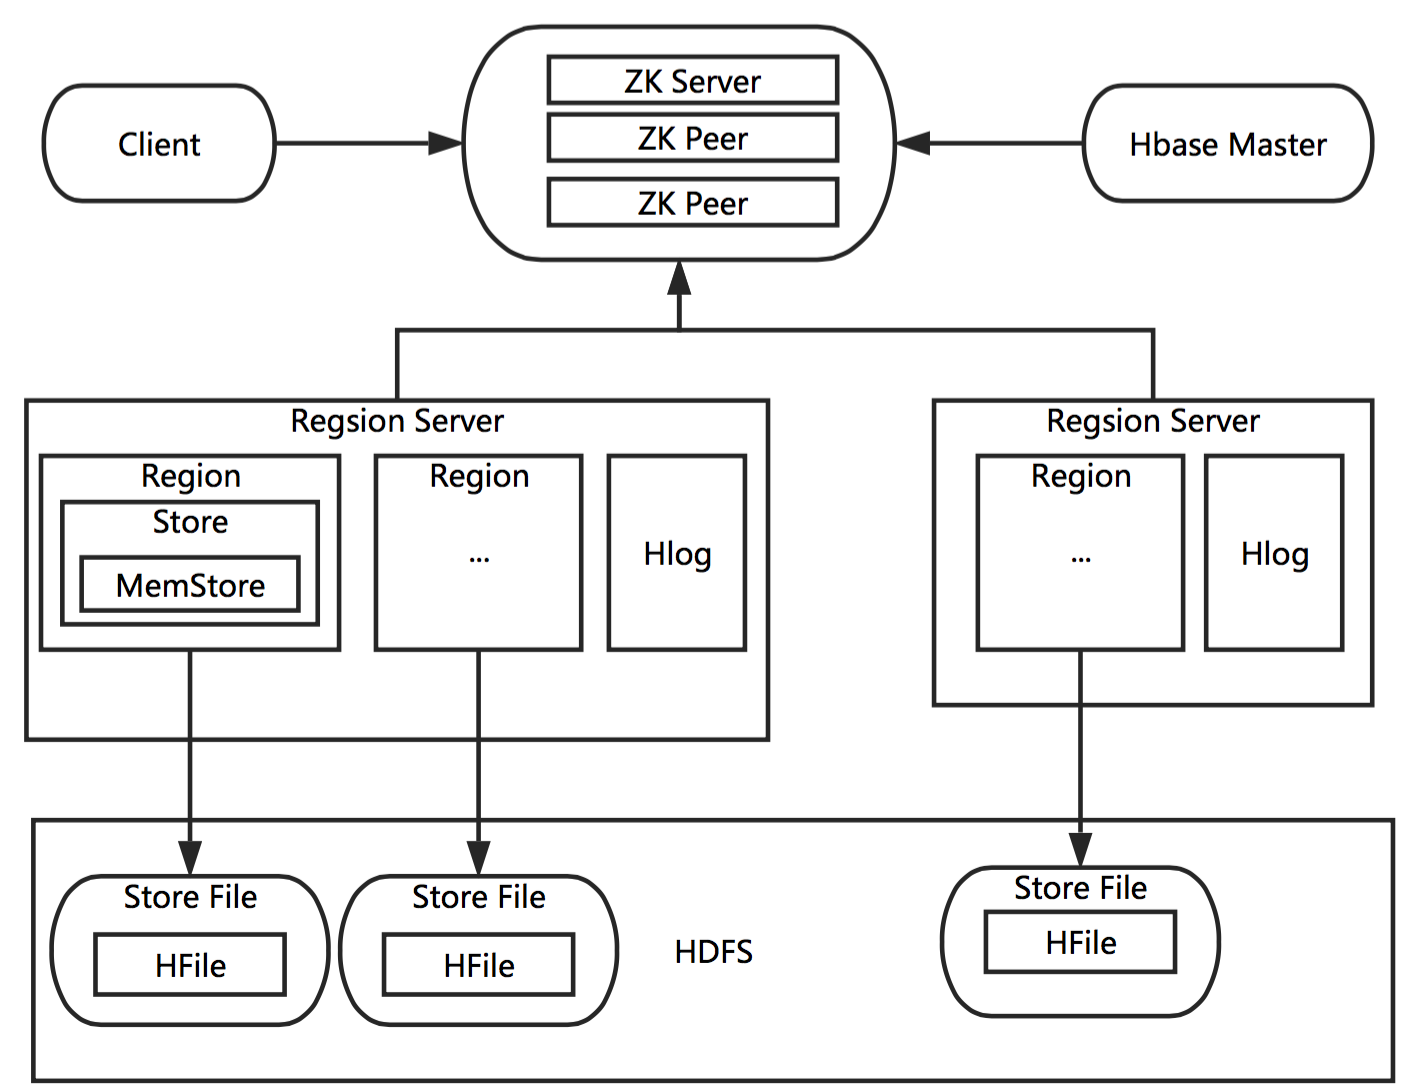 ZK Server
Client
ZK Peer
Hbase Master
ZK Peer
Regsion Server
Region
Store
MemStore
Region
...
Hlog
Regsion Server
Region
...
Hlog
Store File
HFile
Store File
HFile
HDFS
Store File
HFile